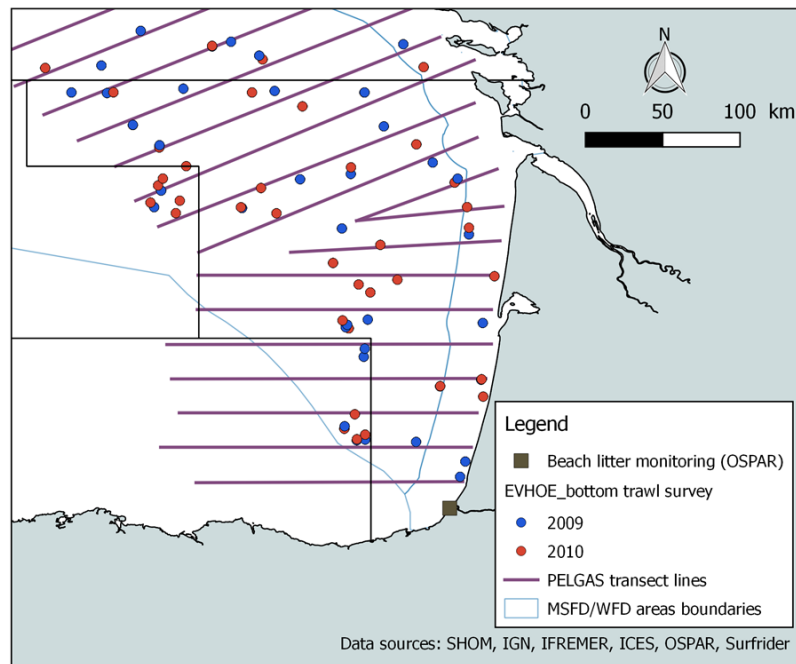 N
0 50 100 km
Legend
Beach litter monitoring (OSPAR)
EVHOE_bottom trawl survey
2009
2010
PELGAS transect lines
MSFD/WFD areas boundaries
Data sources: SHOM, IGN, IFREMER, ICES, OSPAR, Surfrider